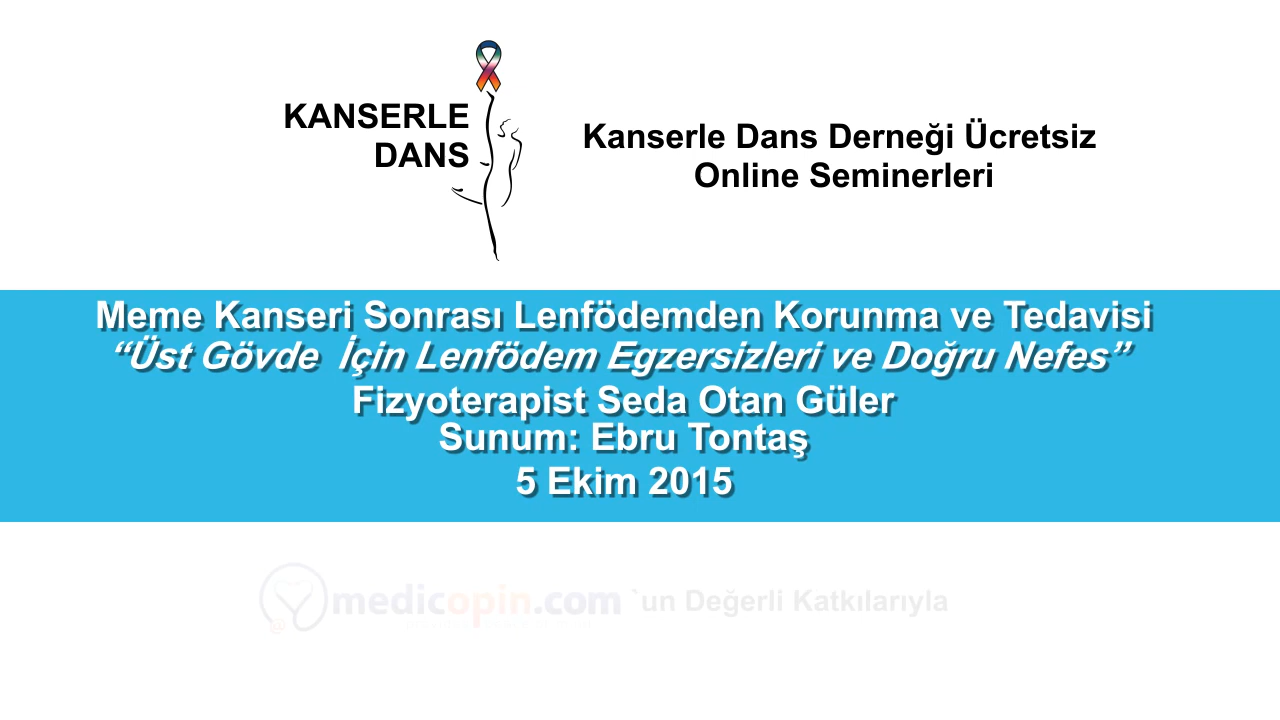 KANSERLE
DANS
Kanserle Dans Derneği Ücretsiz
Online Seminerleri
Meme Kanseri Sonrası Lenfödemden Korunma ve Tedavisi
“Üst Gövde İçin Lenfödem Egzersizleri ve Doğru Nefes”
Fizyoterapist Seda Otan Güler
Sunum: Ebru Tontaş
5 Ekim 2015
medicopin.com `un Değerli Katkılarıyla